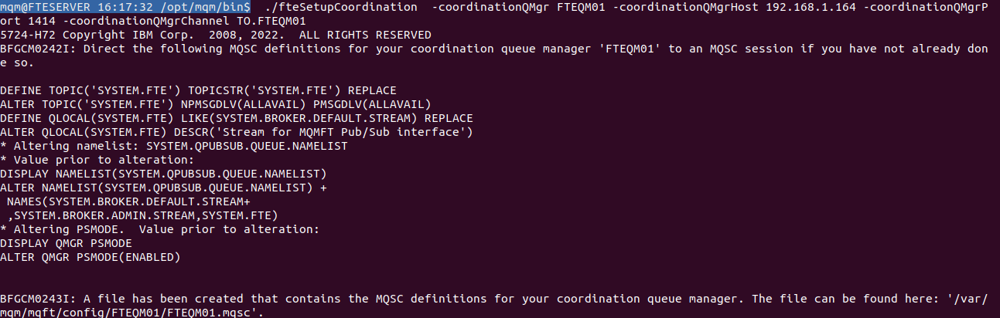 mqm@FTESERVER 16:17:32 /opt/mqm/bin$  ./fteSetupCoordination  -coordinationQMgr FTEQM01 -coordinationQMgrHost 192.168.1.164 -coordinationQMgrP
ort 1414 -coordinationQMgrChannel TO.FTEQM01
5724-H72 Copyright IBM Corp.  2008, 2022.  ALL RIGHTS RESERVED
BFGCM0242I: Direct the following MQSC definitions for your coordination queue manager 'FTEQM01' to an MQSC session if you have not already don
e so.

DEFINE TOPIC('SYSTEM.FTE') TOPICSTR('SYSTEM.FTE') REPLACE
ALTER TOPIC('SYSTEM.FTE') NPMSGDLV(ALLAVAIL) PMSGDLV(ALLAVAIL)
DEFINE QLOCAL(SYSTEM.FTE) LIKE(SYSTEM.BROKER.DEFAULT.STREAM) REPLACE
ALTER QLOCAL(SYSTEM.FTE) DESCR('Stream for MQMFT Pub/Sub interface')
* Altering namelist: SYSTEM.QPUBSUB.QUEUE.NAMELIST
* Value prior to alteration:
DISPLAY NAMELIST(SYSTEM.QPUBSUB.QUEUE.NAMELIST)
ALTER NAMELIST(SYSTEM.QPUBSUB.QUEUE.NAMELIST) +
 NAMES(SYSTEM.BROKER.DEFAULT.STREAM+
 ,SYSTEM.BROKER.ADMIN.STREAM,SYSTEM.FTE)
* Altering PSMODE.  Value prior to alteration:
DISPLAY QMGR PSMODE
ALTER QMGR PSMODE(ENABLED)

BFGCM0243I: A file has been created that contains the MQSC definitions for your coordination queue manager. The file can be found here: '/var/
mqm/mqft/config/FTEQM01/FTEQM01.mqsc'.